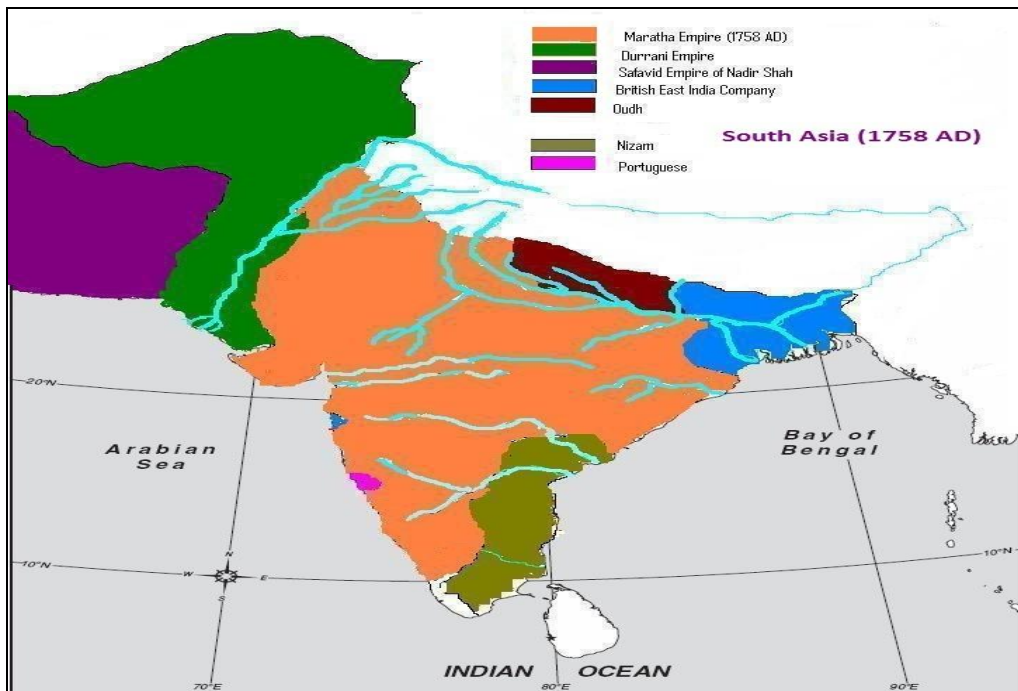 Maratha Empire (1758 AD)
Durrani Empire
Safavid Empire of Nadir Shah
British East India Company
Oudh
South Asia (1758 AD)
Nizam
Portuguese
20°N
Arabian
Sea
Bay of
Bengal
10°N
N
W
E
S
10°N
INDIAN OCEAN
70°E
80°E
90°E